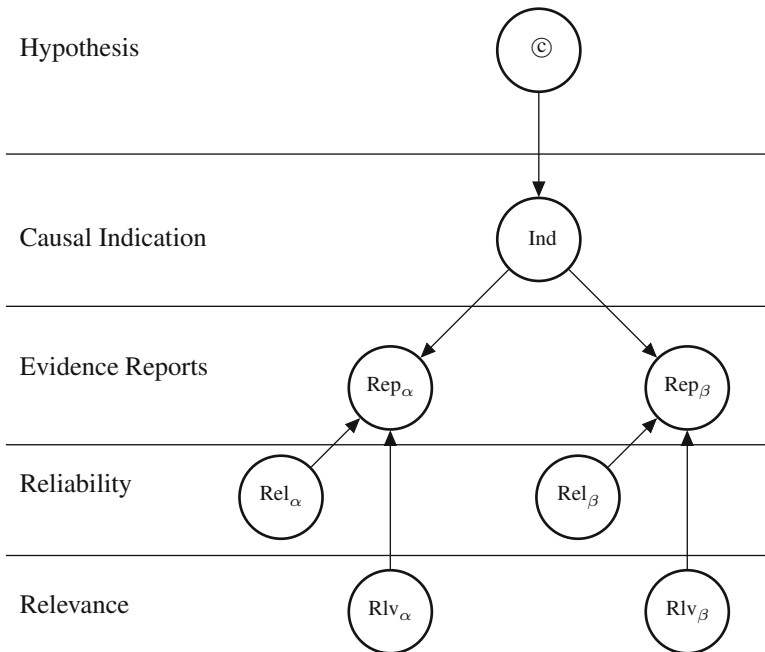 Hypothesis
©
Causal Indication
Ind
Evidence Reports
Repα
Repβ
Reliability
Relα
Relβ
Relevance
Rlvα
Rlvβ